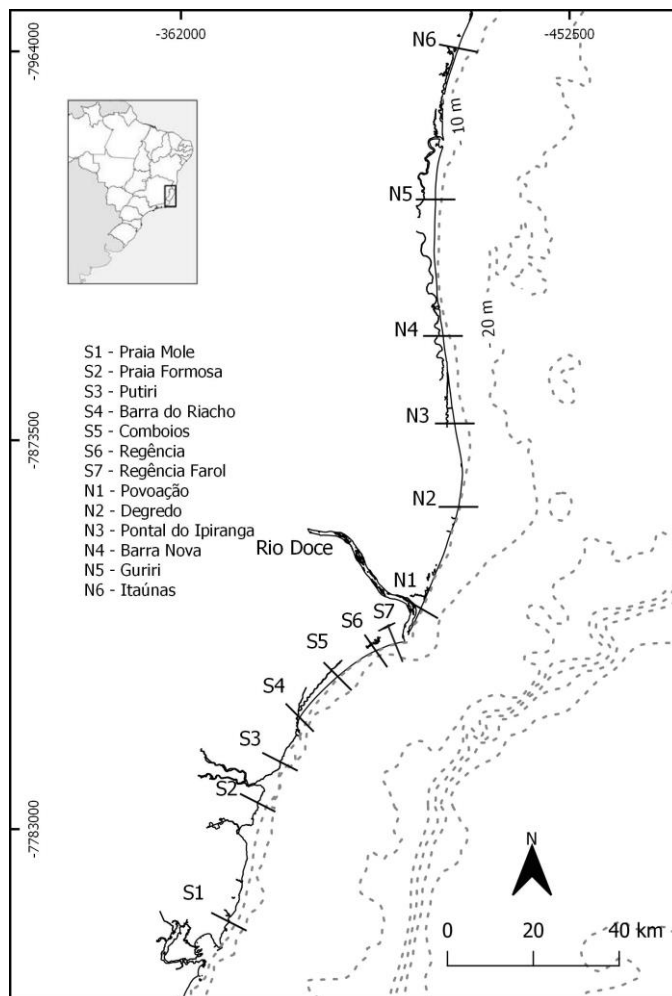 -362000
-452500
-7964000
N6
10 m
N5
20 m
N4
S1 - Praia Mole
S2 - Praia Formosa
S3 - Putiri
S4 - Barra do Riacho
S5 - Comboios
S6 - Regência
S7 - Regência Farol
N1 - Povoação
N2 - Degredo
N3 - Pontal do Ipiranga
N4 - Barra Nova
N5 - Guriri
N6 - Itaúnas
N3
-7873500
N2
Rio Doce
N1
S7
S6
S5
S4
S3
S2
-7783000
N
S1
0 20 40 km